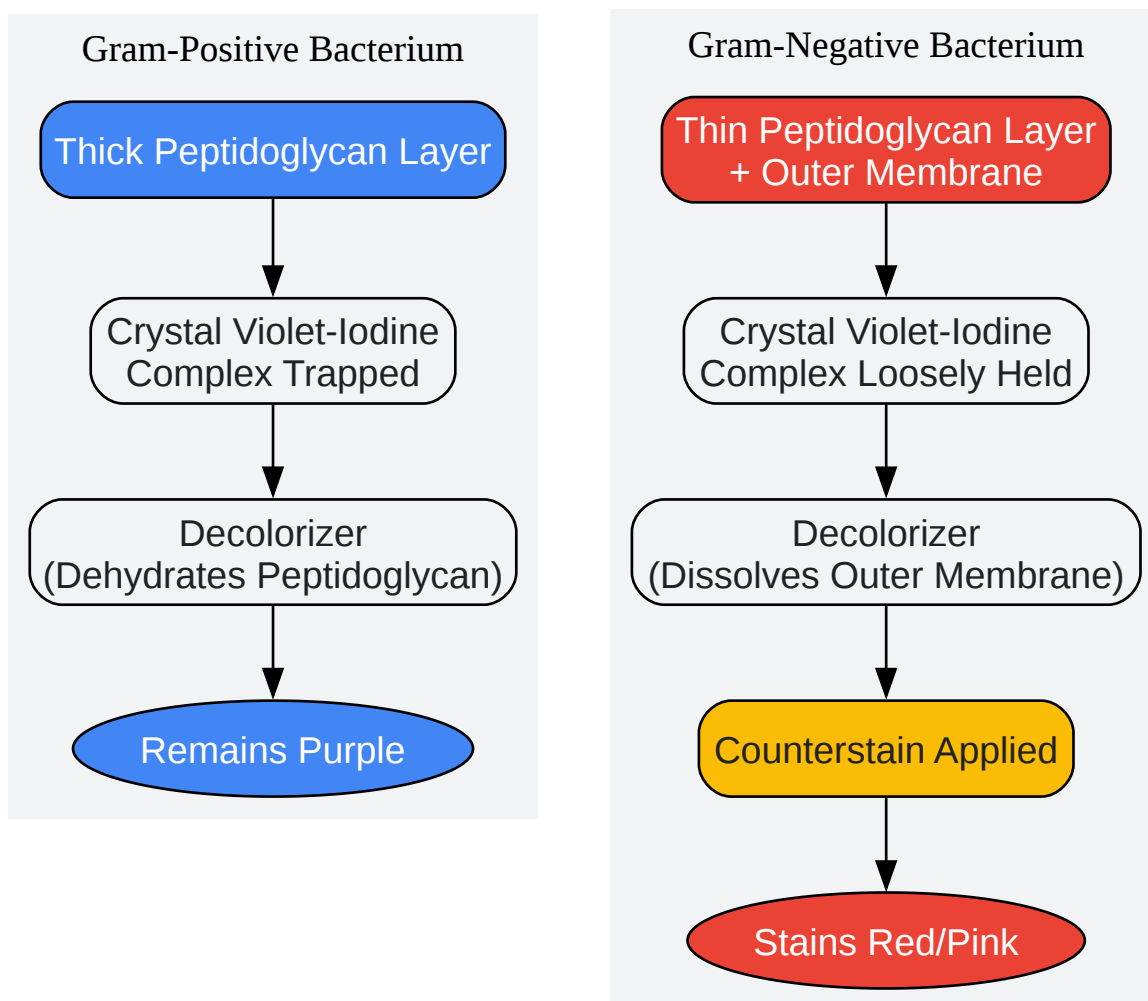 Gram-Positive Bacterium
Thick Peptidoglycan Layer
Crystal Violet-Iodine
Complex Trapped
Decolorizer
(Dehydrates Peptidoglycan)
Remains Purple
Gram-Negative Bacterium
Thin Peptidoglycan Layer
+ Outer Membrane
Crystal Violet-Iodine
Complex Loosely Held
Decolorizer
(Dissolves Outer Membrane)
Counterstain Applied
Stains Red/Pink